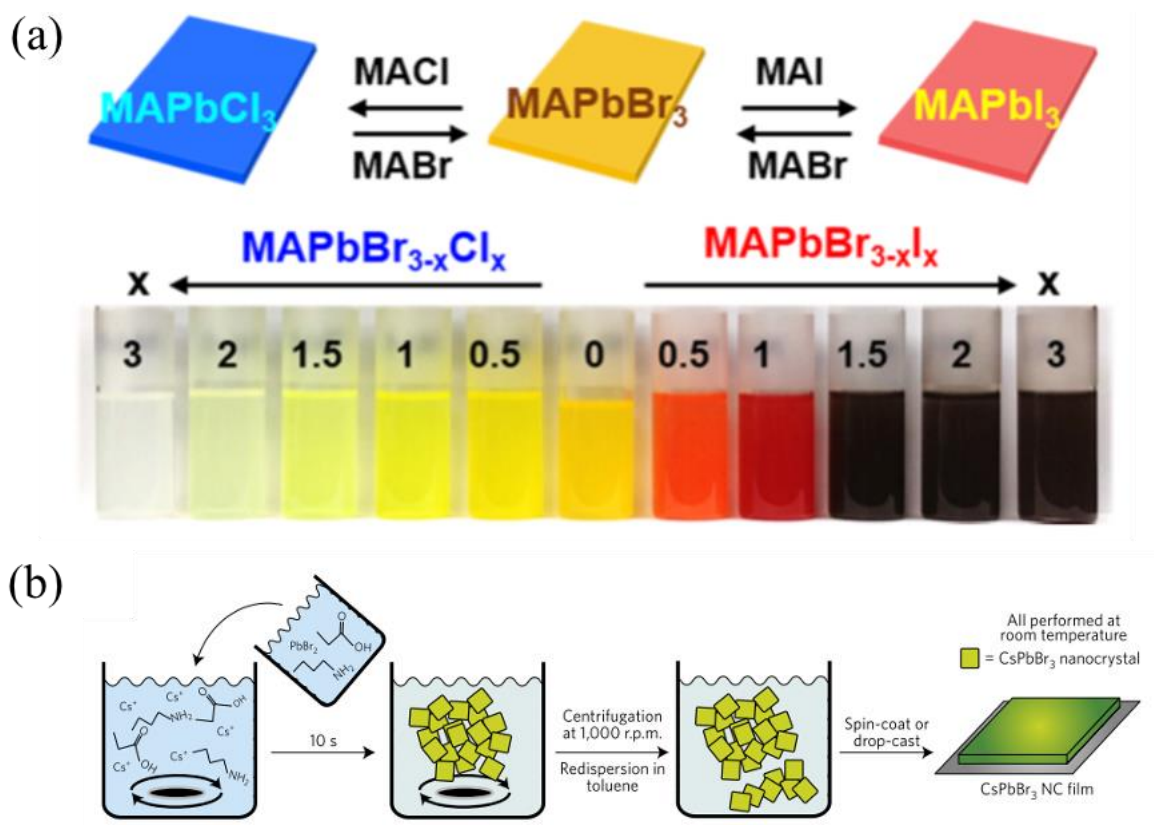 (a)
MACl
MAI
MAPbCl3
MAPbBr3
MAPbI3
MABr
MABr
MAPbBr3-xClx
MAPbBr3-xIx
x
x
3 2 1.5 1 0.5 0 0.5 1 1.5 2 3
(b)
PbBr2
O
OH
NH2
All performed at
room temperature
= CsPbBr3 nanocrystal
Cs+
Cs+
O
OH
NH2
Cs+
O
OH
Cs+
Cs+
NH2
10 s
Centrifugation
at 1,000 r.p.m.
Redispersion in
toluene
Spin-coat or
drop-cast
CsPbBr3 NC film